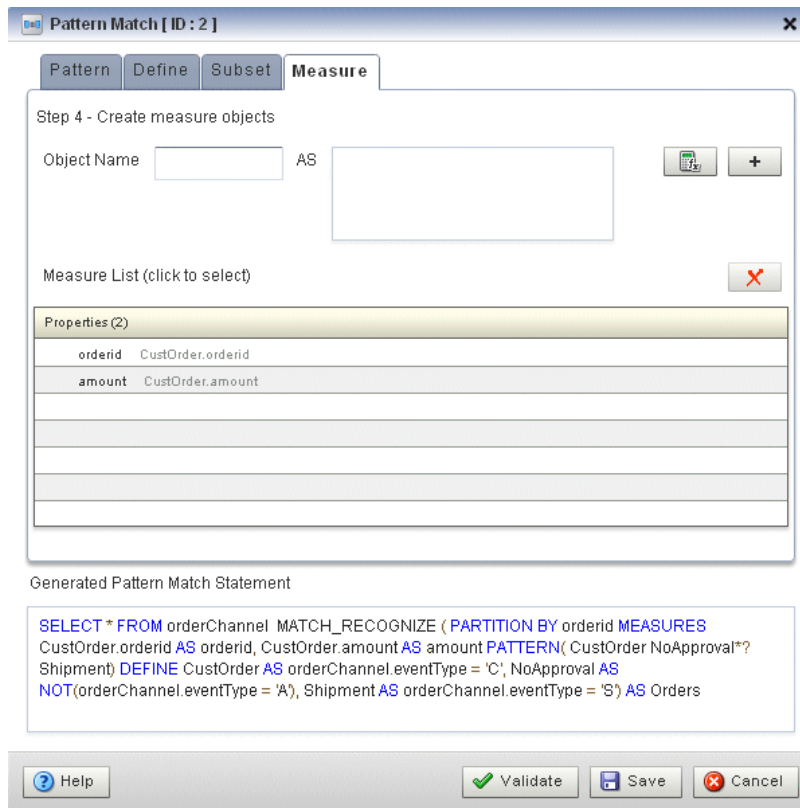 Pattern Match [ ID : 2 ]
Pattern Define Subset Measure
Step 4 - Create measure objects
Object Name AS fx +
Measure List (click to select)
Properties (2)
orderid CustOrder.orderid
amount CustOrder.amount
Generated Pattern Match Statement
SELECT * FROM orderChannel MATCH_RECOGNIZE ( PARTITION BY orderid MEASURES
CustOrder.orderid AS orderid, CustOrder.amount AS amount PATTERN( CustOrder NoApproval*?
Shipment) DEFINE CustOrder AS orderChannel.eventType = 'C', NoApproval AS
NOT(orderChannel.eventType = 'A'), Shipment AS orderChannel.eventType = 'S') AS Orders
? Help Validate Save Cancel